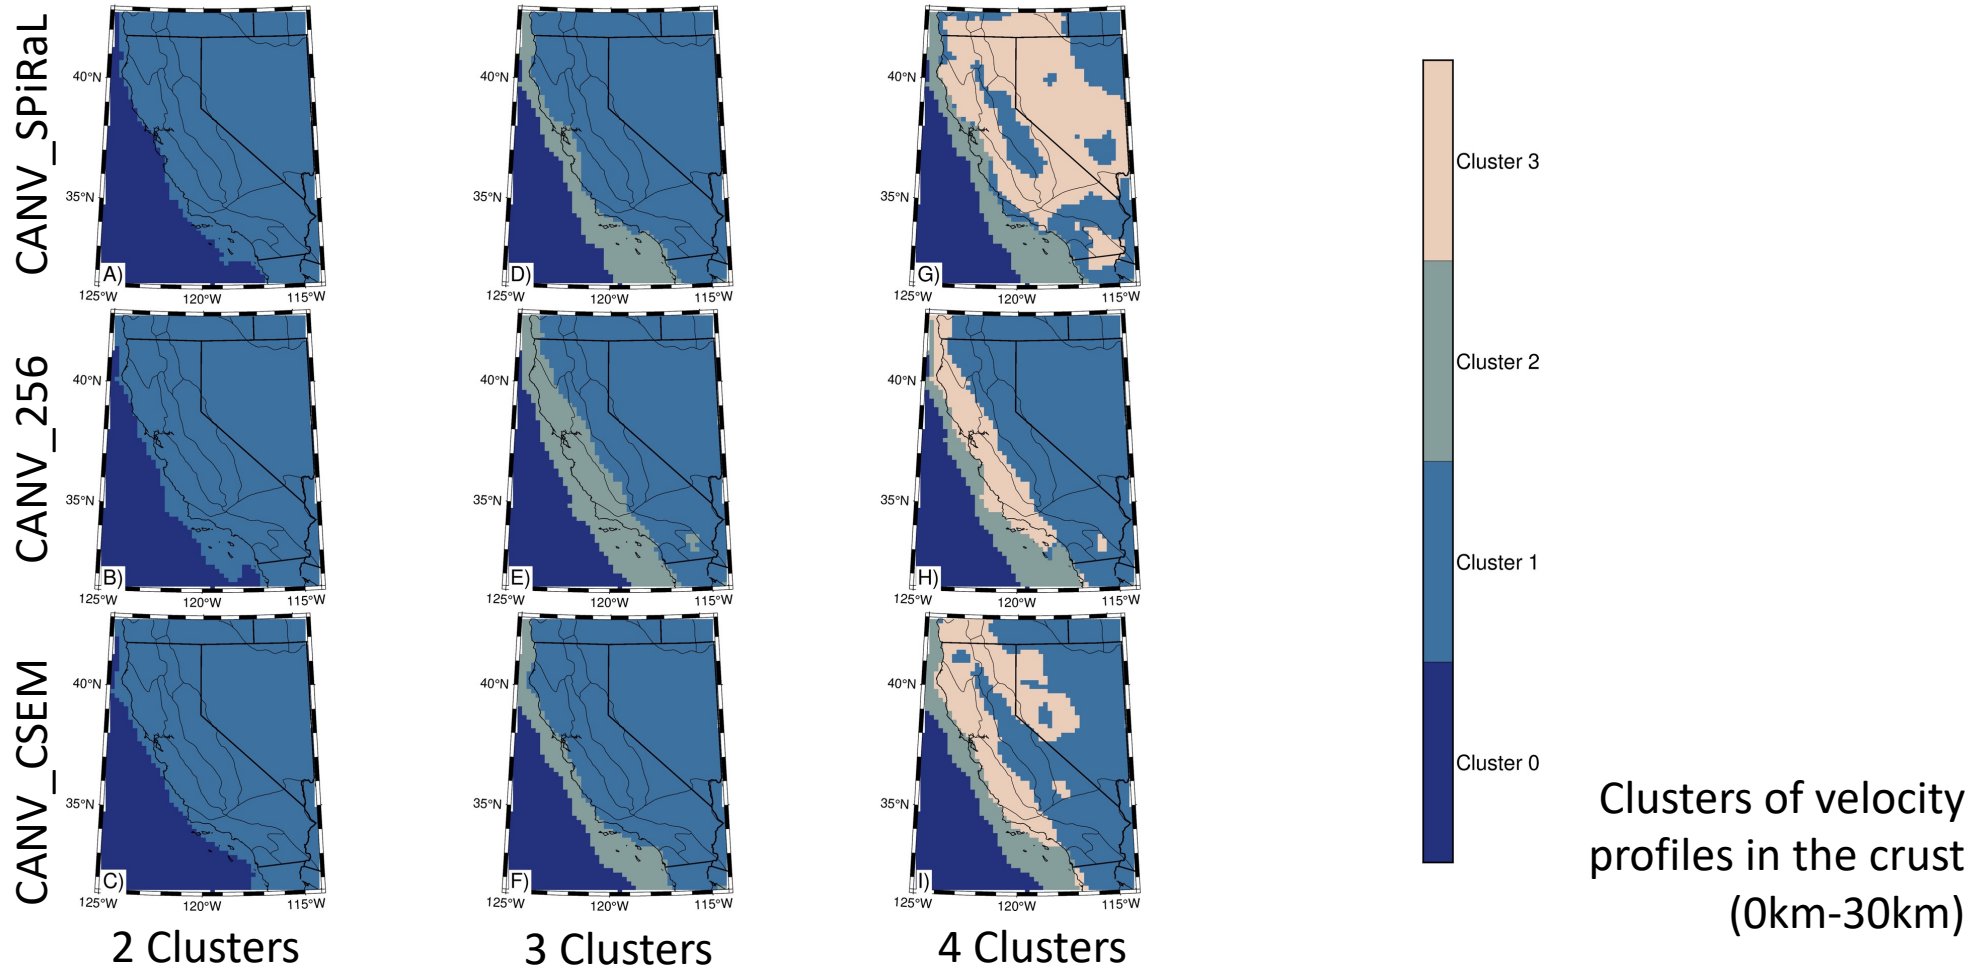 CANV_SPiRaL
40°N
35°N
A)
125°W 120°W 115°W
40°N
35°N
D)
125°W 120°W 115°W
40°N
35°N
G)
125°W 120°W 115°W
CANV_256
40°N
35°N
B)
125°W 120°W 115°W
40°N
35°N
E)
125°W 120°W 115°W
40°N
35°N
H)
125°W 120°W 115°W
CANV_CSEM
40°N
35°N
C)
125°W 120°W 115°W
40°N
35°N
F)
125°W 120°W 115°W
40°N
35°N
I)
125°W 120°W 115°W
2 Clusters
3 Clusters
4 Clusters
Cluster 3
Cluster 2
Cluster 1
Cluster 0
Clusters of velocity
profiles in the crust
(0km-30km)